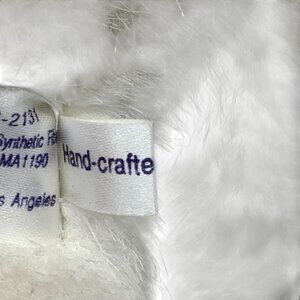 -2131
Synthetic
MA1190
s Angeles
Hand-crafte